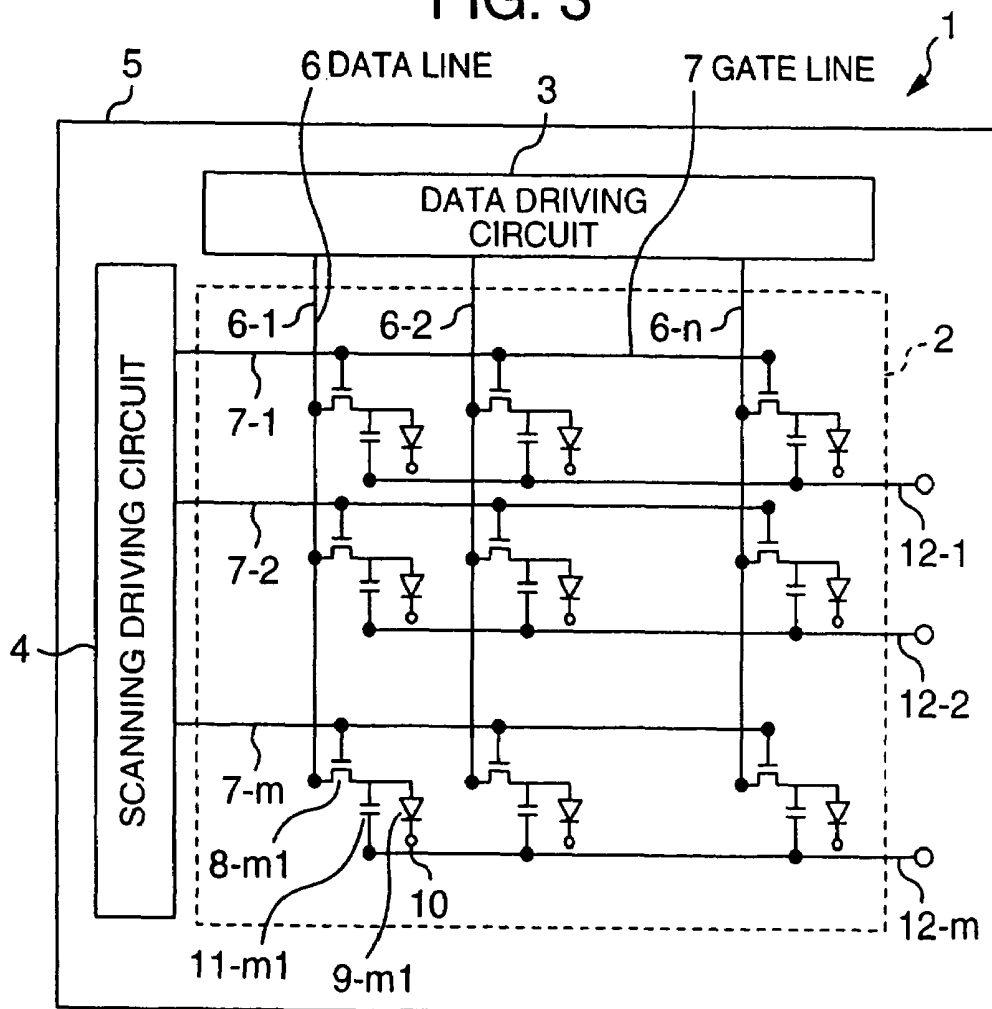 FIG. 3
1
5
6 DATA LINE
7 GATE LINE
3
DATA DRIVING
CIRCUIT
6-1
6-2
6-n
2
7-1
12-1
7-2
12-2
SCANNING DRIVING CIRCUIT
4
7-m
8-m1
10
12-m
11-m1
9-m1